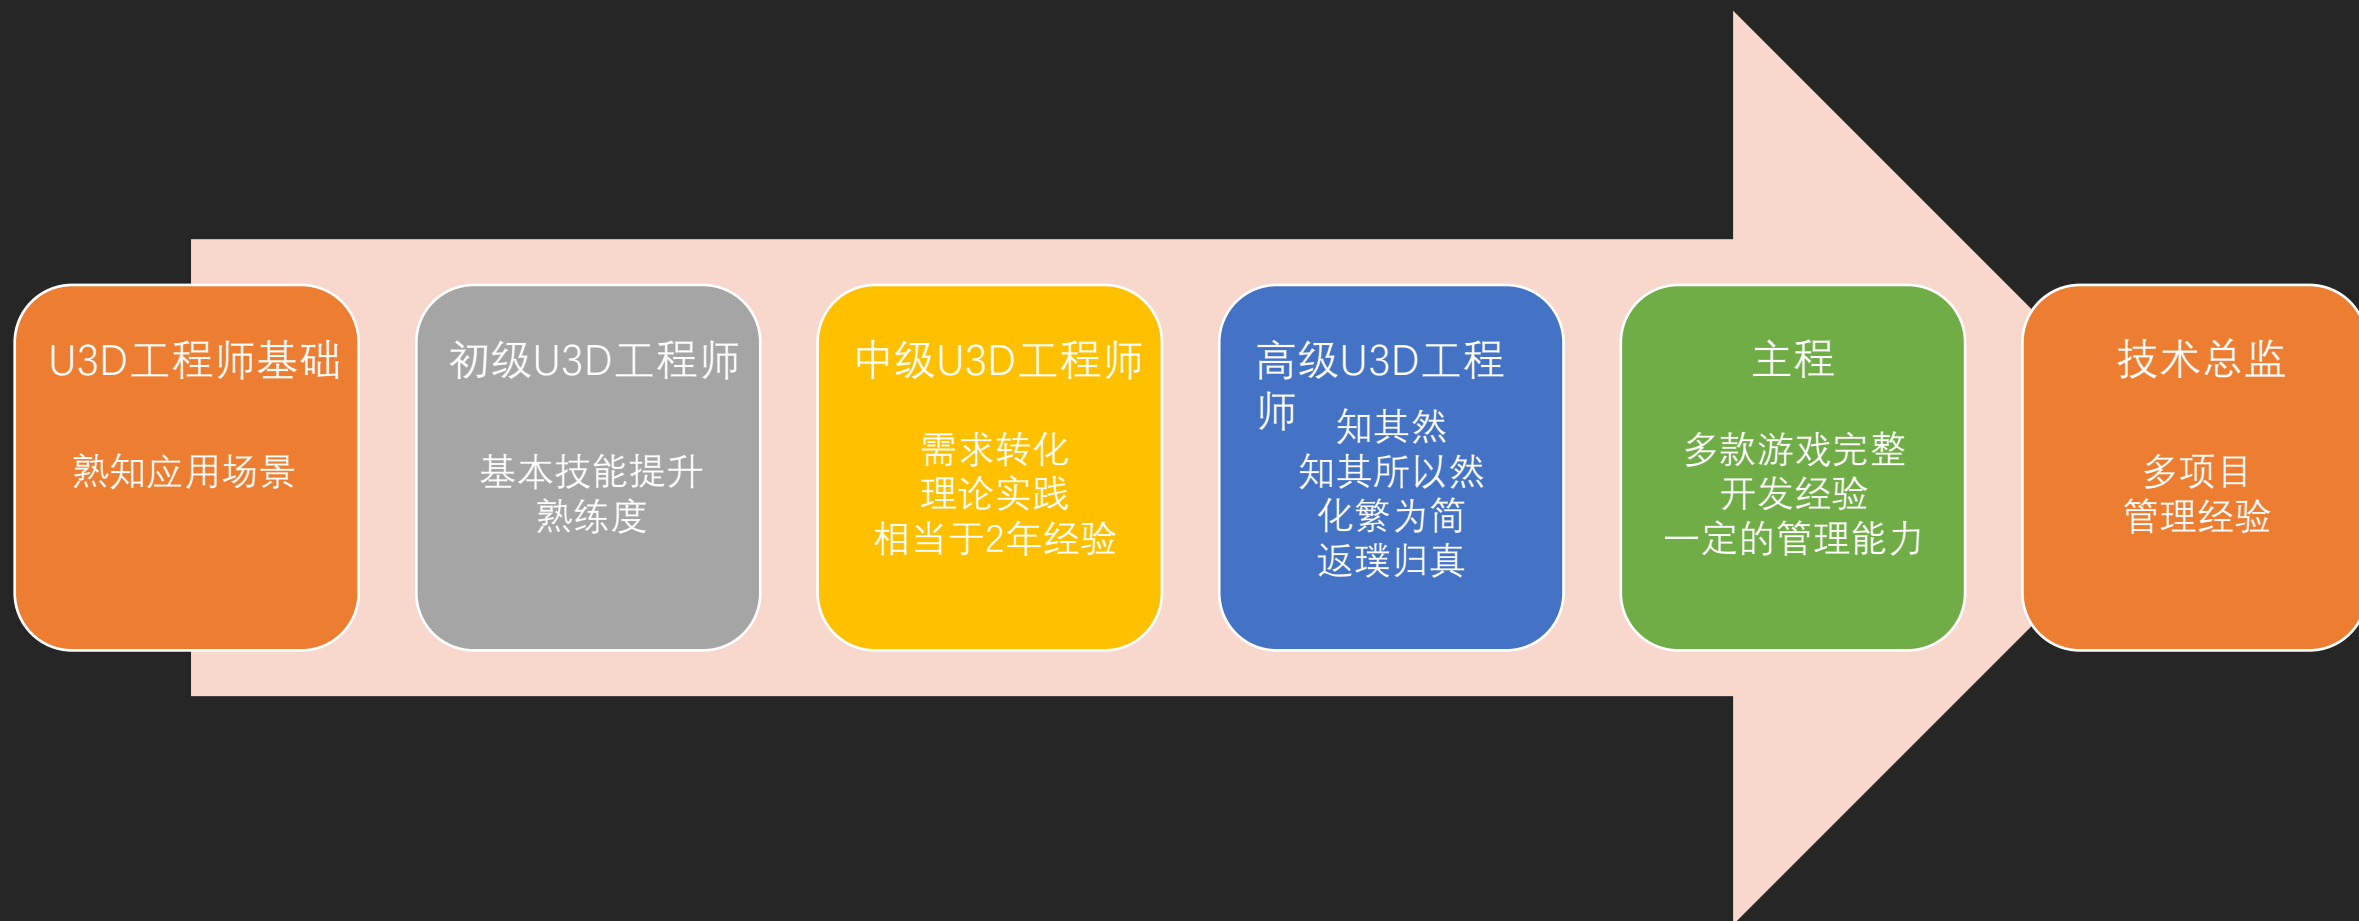 U3D工程师基础
熟知应用场景
初级U3D工程师
基本技能提升
熟练度
中级U3D工程师
需求转化
理论实践
相当于2年经验
高级U3D工程
师
知其然
知其所以然
化繁为简
返璞归真
主程
多款游戏完整
开发经验
一定的管理能力
技术总监
多项目
管理经验